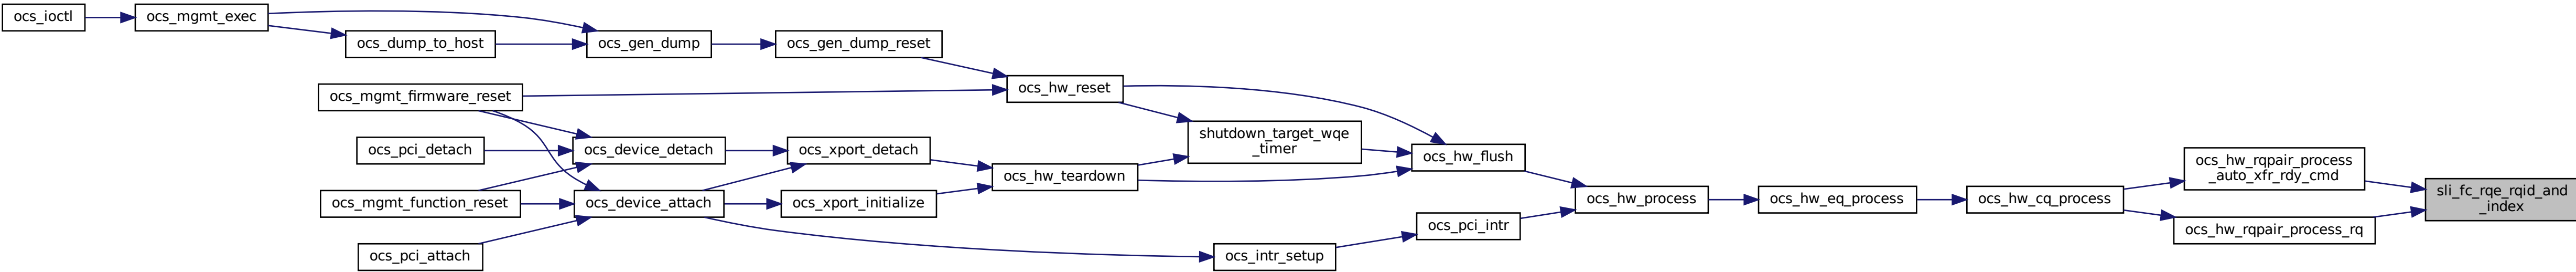 ocs_ioctl
ocs_mgmt_exec
ocs_dump_to_host
ocs_gen_dump
ocs_gen_dump_reset
ocs_mgmt_firmware_reset
ocs_hw_reset
ocs_pci_detach
ocs_device_detach
ocs_xport_detach
shutdown_target_wqe
_timer
ocs_hw_flush
ocs_hw_teardown
ocs_mgmt_function_reset
ocs_device_attach
ocs_xport_initialize
ocs_pci_attach
ocs_intr_setup
ocs_pci_intr
ocs_hw_process
ocs_hw_eq_process
ocs_hw_cq_process
ocs_hw_rqpair_process
_auto_xfr_rdy_cmd
ocs_hw_rqpair_process_rq
sli_fc_rqe_rqid_and
_index